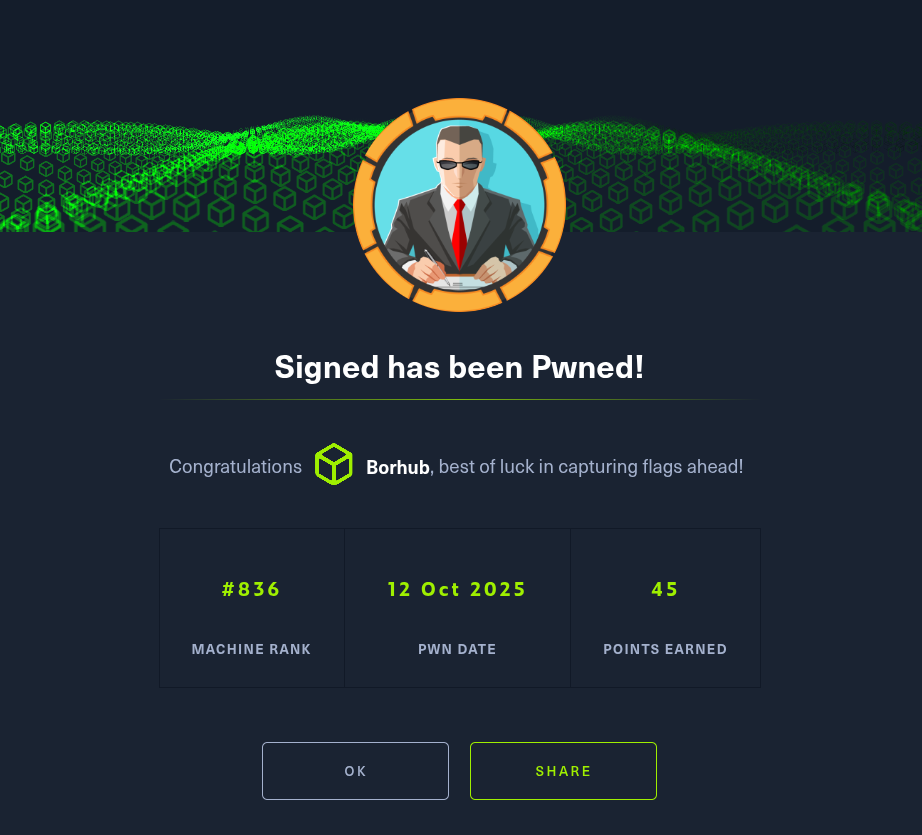 Signed has been Pwned!
Congratulations Borhub, best of luck in capturing flags ahead!
#836 12 Oct 2025 45
MACHINE RANK PWN DATE POINTS EARNED
OK SHARE